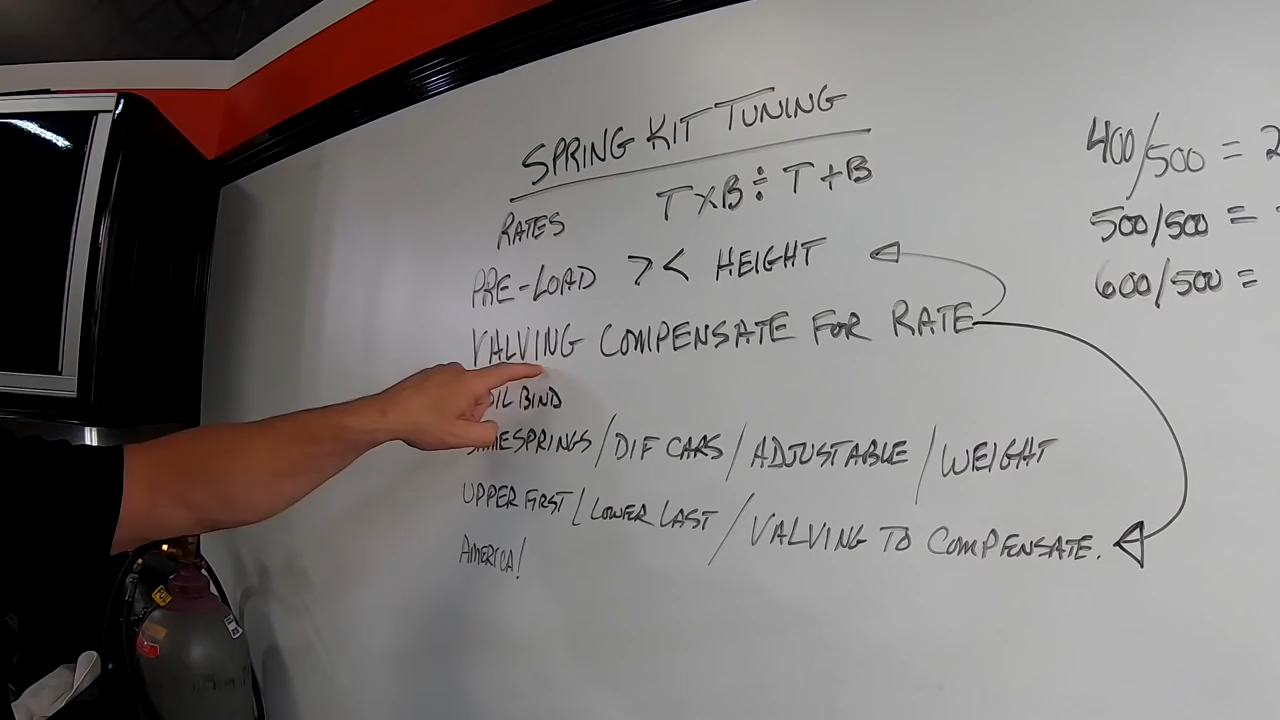 SPRING KIT TUNING
RATES T×B÷T+B
PRE-LOAD >< HEIGHT
VALVING COMPENSATE FOR RATE
BIND
SPRINGS/DIF CARS/ADJUSTABLE/WEIGHT
UPPER FIRST/LOWER LAST/VALVING TO COMPENSATE.
AMERICA!
400/500 = 2
500/500 =
600/500 =